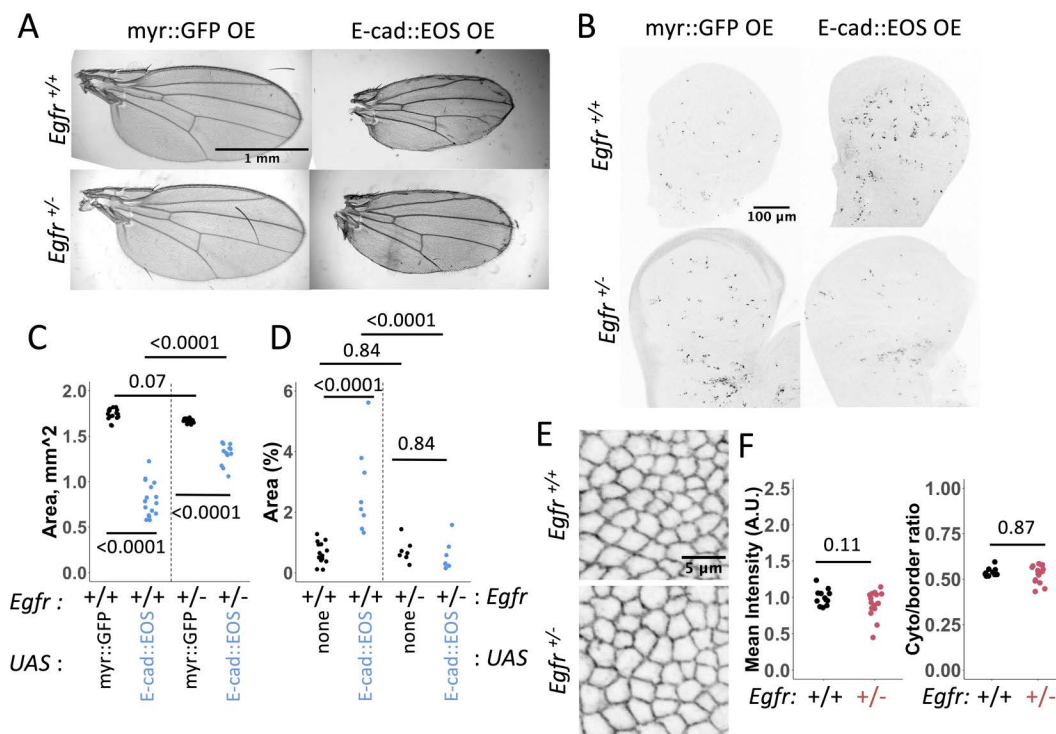 A
myr::GFP OE
E-cad::EOS OE
Egfr +/+
1 mm
Egfr +/-
B
myr::GFP OE
E-cad::EOS OE
Egfr +/+
100 µm
Egfr +/-
C
<0.0001
0.07
Area, mm^2
2.0
1.5
1.0
0.5
0.0
<0.0001
<0.0001
Egfr :
+/+
+/+
+/-
+/-
UAS :
myr::GFP
E-cad::EOS
myr::GFP
E-cad::EOS
D
<0.0001
0.84
<0.0001
0.84
Area (%)
6
4
2
0
+/+
+/+
+/-
+/-
: Egfr
none
E-cad::EOS
none
E-cad::EOS
: UAS
E
Egfr +/+
5 µm
Egfr +/-
F
Mean Intensity (A.U.)
2.5
2.0
1.5
1.0
0.5
0.0
0.11
Egfr:
+/+
+/-
Cyto/border ratio
1.00
0.75
0.50
0.25
0.00
0.87
+/+
+/-